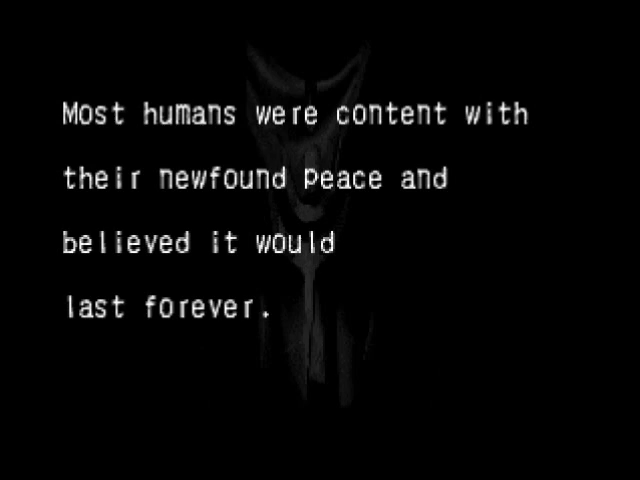 Most humans were content with
their newfound peace and
believed it would
last forever.